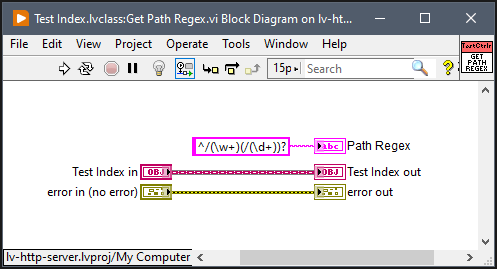 Test Index.lvclass:Get Path Regex.vi Block Diagram on lv-ht...
File Edit View Project Operate Tools Window Help
15p Search ?
TestCtrlr
GET
PATH
REGEX
^/(\w+)(/(\d+))? abc Path Regex
Test Index in OBJ OBJ Test Index out
error in (no error) error out
lv-http-server.lvproj/My Computer